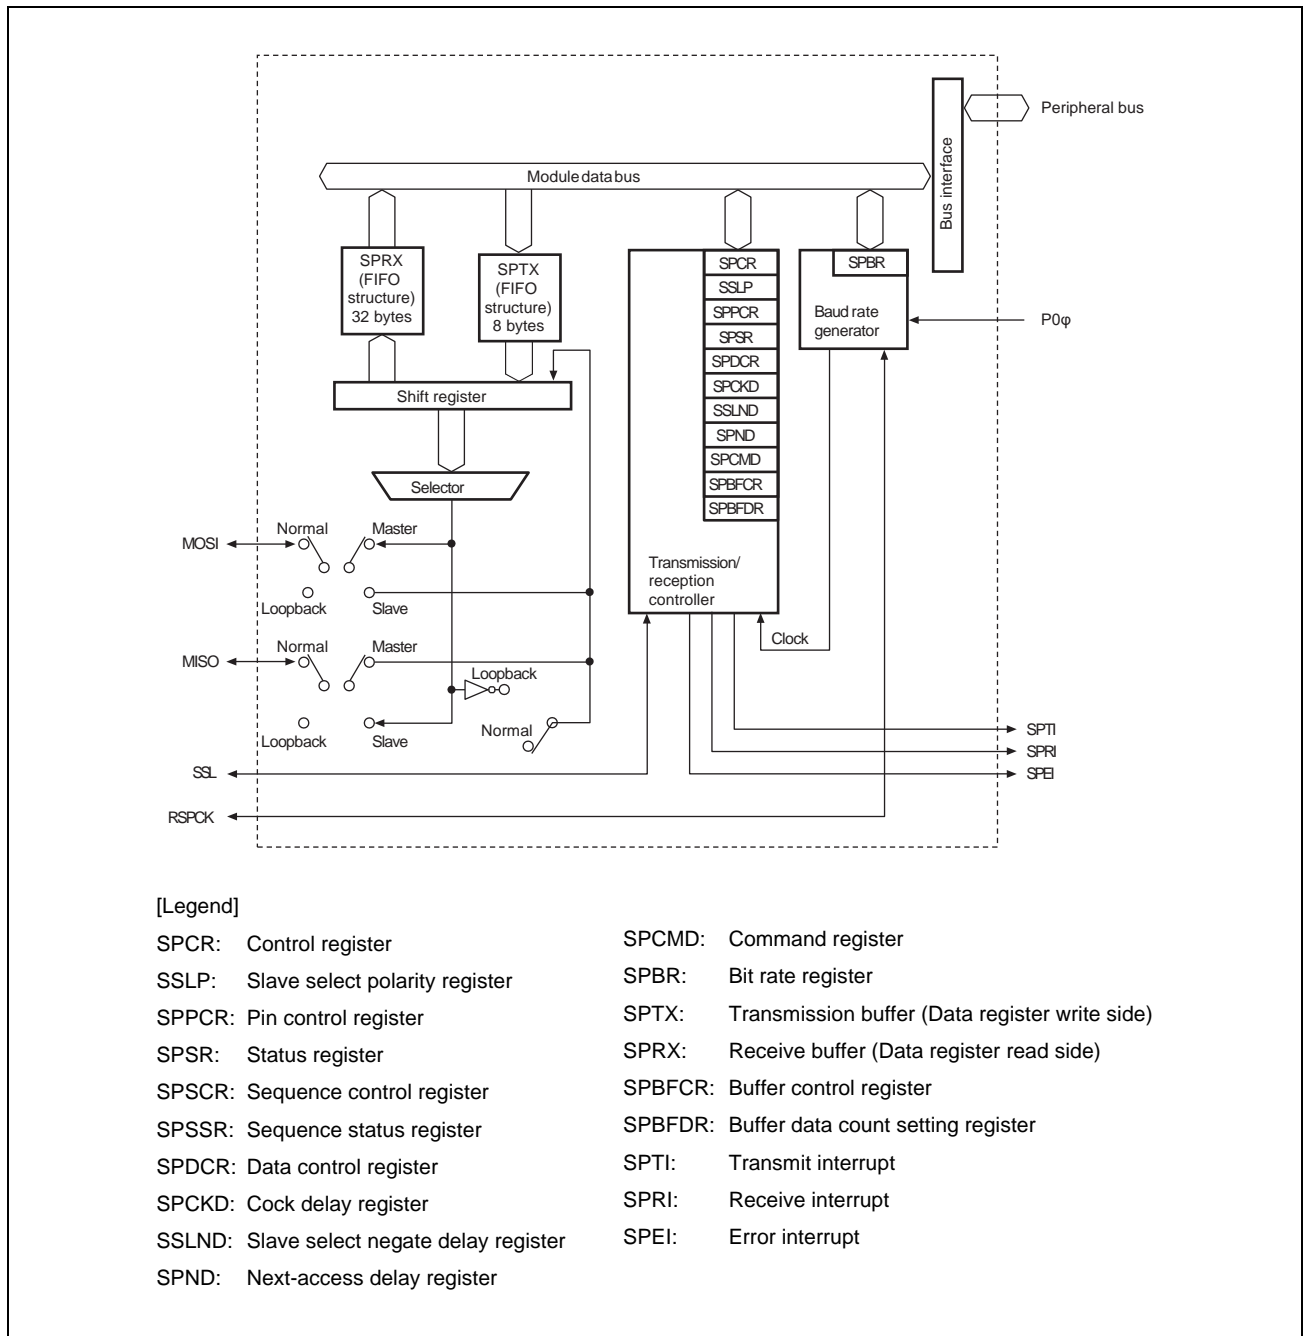 Peripheral bus
Bus interface
Module data bus
SPRX
(FIFO
structure)
32 bytes
SPTX
(FIFO
structure)
8 bytes
SPCR
SSLP
SPPCR
SPSR
SPDCR
SPCKD
SSLND
SPND
SPCMD
SPBFCR
SPBFDR
SPBR
Baud rate
generator
P0φ
Shift register
Selector
Normal
Master
MOSI
Loopback
Slave
Transmission/
reception
controller
Clock
Normal
Master
MISO
Loopback
Normal
Loopback
Slave
SPTI
SPRI
SPEI
SSL
RSPCK
[Legend]
SPCR: Control register
SSLP: Slave select polarity register
SPPCR: Pin control register
SPSR: Status register
SPSCR: Sequence control register
SPSSR: Sequence status register
SPDCR: Data control register
SPCKD: Cock delay register
SSLND: Slave select negate delay register
SPND: Next-access delay register
SPCMD: Command register
SPBR: Bit rate register
SPTX: Transmission buffer (Data register write side)
SPRX: Receive buffer (Data register read side)
SPBFCR: Buffer control register
SPBFDR: Buffer data count setting register
SPTI: Transmit interrupt
SPRI: Receive interrupt
SPEI: Error interrupt